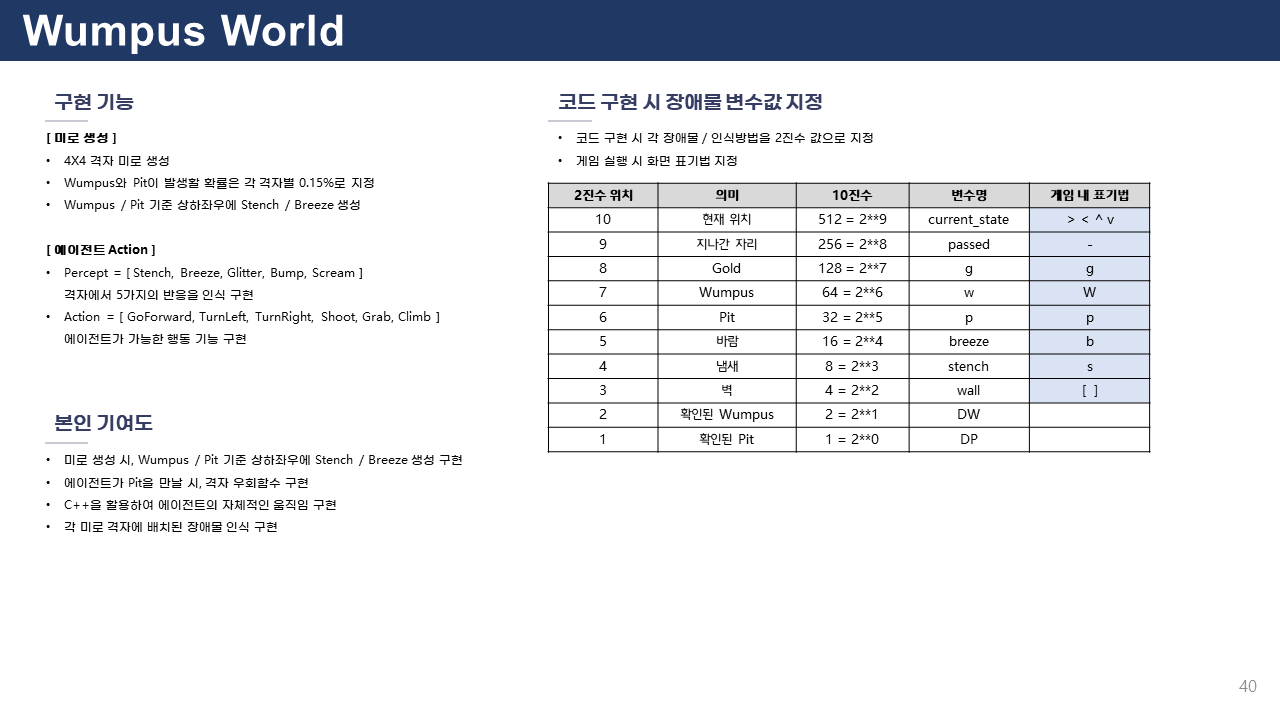 Wumpus World
구현 기능
[ 미로 생성 ]
• 4X4 격자 미로 생성
• Wumpus와 Pit이 발생할 확률은 각 격자별 0.15%로 지정
• Wumpus / Pit 기준 상하좌우에 Stench / Breeze 생성
[ 에이전트 Action ]
• Percept = [ Stench, Breeze, Glitter, Bump, Scream ]
격자에서 5가지의 반응을 인식 구현
• Action = [ GoForward, TurnLeft, TurnRight, Shoot, Grab, Climb ]
에이전트가 가능한 행동 기능 구현
본인 기여도
• 미로 생성 시, Wumpus / Pit 기준 상하좌우에 Stench / Breeze 생성 구현
• 에이전트가 Pit을 만날 시, 격자 우회함수 구현
• C++을 활용하여 에이전트의 자체적인 움직임 구현
• 각 미로 격자에 배치된 장애물 인식 구현
코드 구현 시 장애물 변수값 지정
• 코드 구현 시 각 장애물 / 인식방법을 2진수 값으로 지정
• 게임 실행 시 화면 표기법 지정
2진수 위치 의미 10진수 변수명 게임 내 표기법
10 현재 위치 512 = 2**9 current_state > < ^ v
9 지나간 자리 256 = 2**8 passed -
8 Gold 128 = 2**7 g g
7 Wumpus 64 = 2**6 w W
6 Pit 32 = 2**5 p p
5 바람 16 = 2**4 breeze b
4 냄새 8 = 2**3 stench s
3 벽 4 = 2**2 wall [ ]
2 확인된 Wumpus 2 = 2**1 DW
1 확인된 Pit 1 = 2**0 DP
40